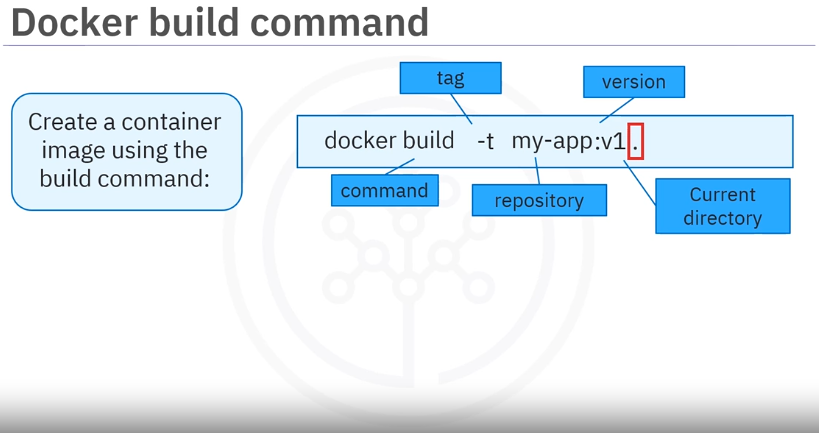 Docker build command
Create a container
image using the
build command:
tag
version
docker build -t my-app:v1 .
command
repository
Current
directory